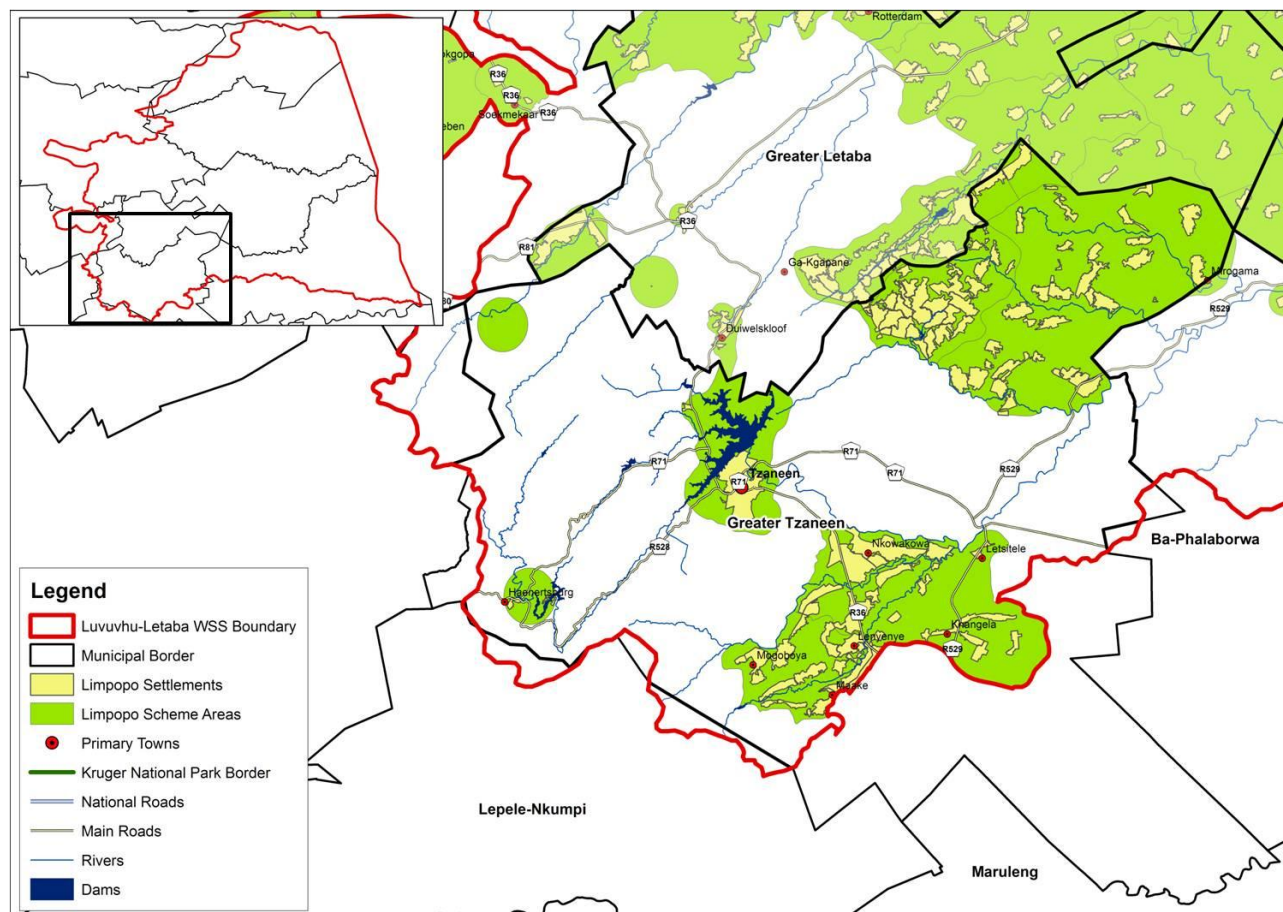 Rotterdam
okgopa
R36
R36
R36
Soekmekaar
eben
Greater Letaba
R36
R81
Ga-Kgapane
Mirogama
R529
Duiwelskloof
R71
R71
R71
R529
Tzaneen
R71
Greater Tzaneen
Ba-Phalaborwa
R528
Nkowakowa
Letsitele
Haenertsburg
R36
Khangela
Lenyenye
R529
Mogoboya
Maake
Lepele-Nkumpi
Maruleng
Legend
Luvuvhu-Letaba WSS Boundary
Municipal Border
Limpopo Settlements
Limpopo Scheme Areas
Primary Towns
Kruger National Park Border
National Roads
Main Roads
Rivers
Dams